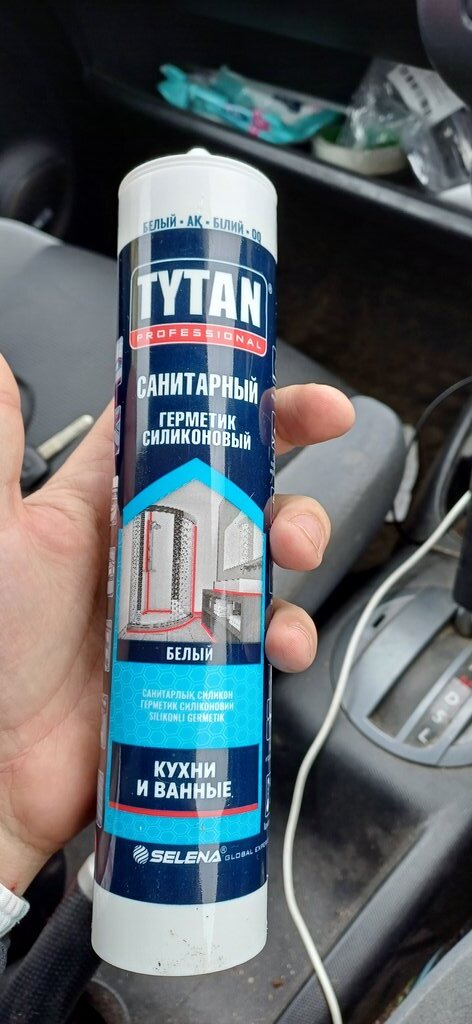 БЕЛЫЙ • АҚ • БІЛИЙ • OQ
TYTAN®
PROFESSIONAL
САНИТАРНЫЙ
ГЕРМЕТИК
СИЛИКОНОВЫЙ
БЕЛЫЙ
САНИТАРЛЫҚ СИЛИКОН
ГЕРМЕТИК СИЛІКОНОВИЙ
SILIKONLI GERMETIK
КУХНИ
И ВАННЫЕ
SELENA® GLOBAL